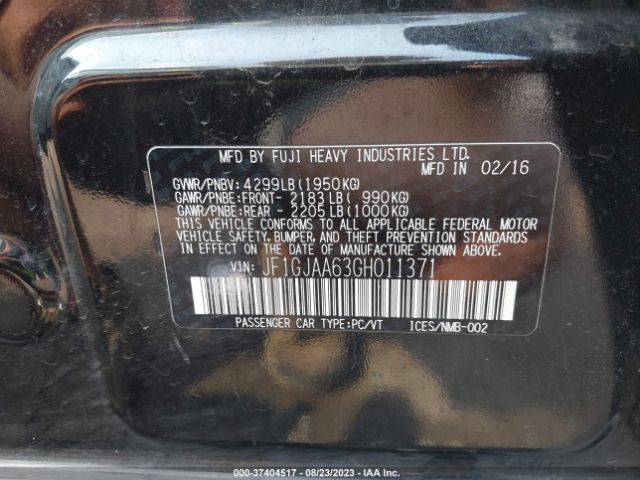 MFD BY FUJI HEAVY INDUSTRIES LTD.
MFD IN 02/16
GVWR/PNBV: 4299LB(1950KG)
GAWR/PNBE:FRONT- 2183LB( 990KG)
GAWR/PNBE:REAR - 2205LB(1000KG)
THIS VEHICLE CONFORMS TO ALL APPLICABLE FEDERAL MOTOR
VEHICLE SAFETY,BUMPER,AND THEFT PREVENTION STANDARDS
IN EFFECT ON THE DATE OF MANUFACTURE SHOWN ABOVE.
VIN: JF1GJAA63GH011371
PASSENGER CAR TYPE:PC/VT ICES/NMB-002
000-37404517 - 08/23/2023 - IAA Inc.